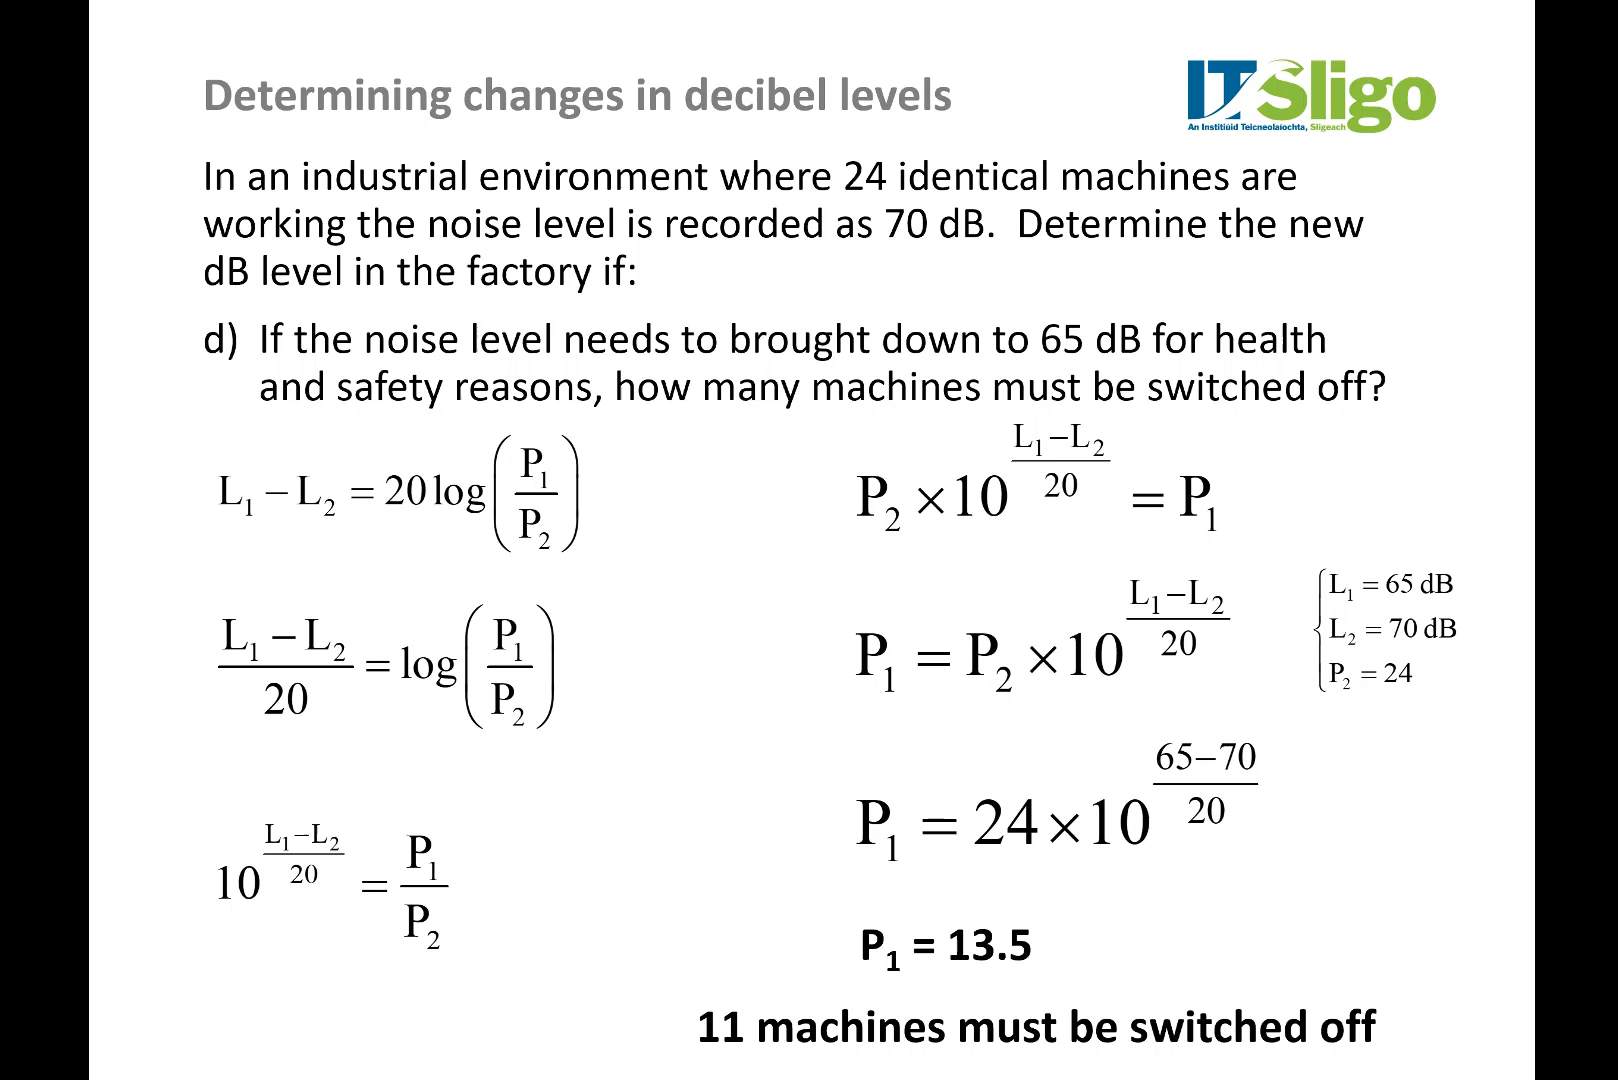 Determining changes in decibel levels
ITSligo
An Institiúid Teicneolaíochta, Sligeach
In an industrial environment where 24 identical machines are
working the noise level is recorded as 70 dB.  Determine the new
dB level in the factory if:
d) If the noise level needs to brought down to 65 dB for health
and safety reasons, how many machines must be switched off?
L₁ − L₂ = 20 log(P₁/P₂)
(L₁ − L₂)/20 = log(P₁/P₂)
10^((L₁−L₂)/20) = P₁/P₂
P₂ × 10^((L₁−L₂)/20) = P₁
P₁ = P₂ × 10^((L₁−L₂)/20)
L₁ = 65 dB
L₂ = 70 dB
P₂ = 24
P₁ = 24 × 10^((65−70)/20)
P₁ = 13.5
11 machines must be switched off